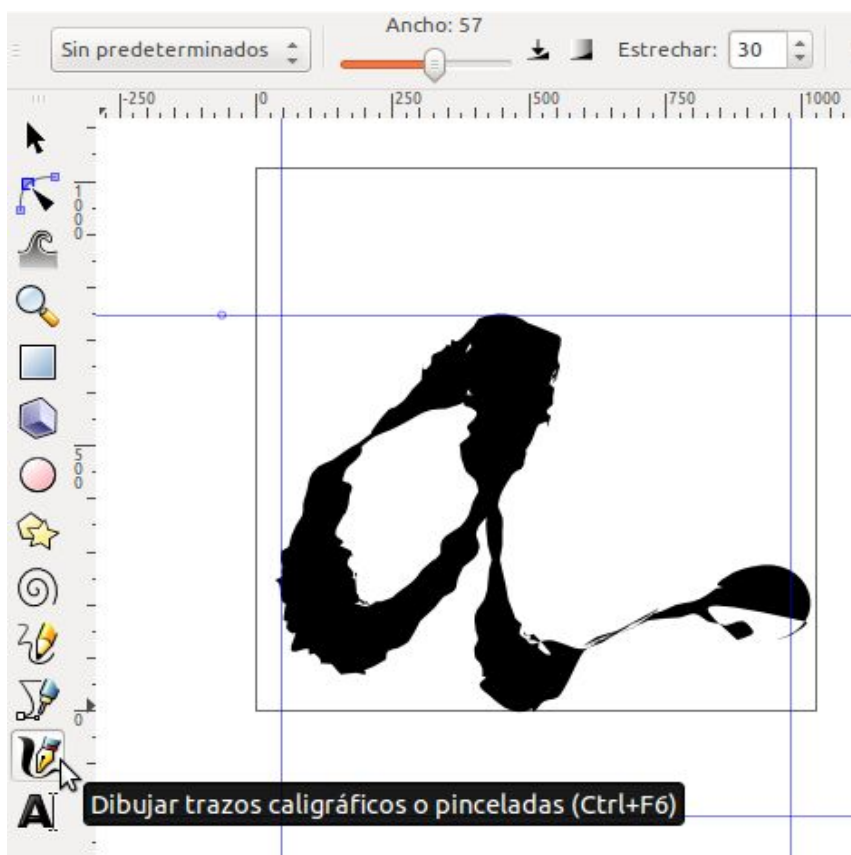 Ancho: 57
Sin predeterminados
Estrechar: 30
-250 0 250 500 750 1000
1000
500
0
a
A
Dibujar trazos caligráficos o pinceladas (Ctrl+F6)